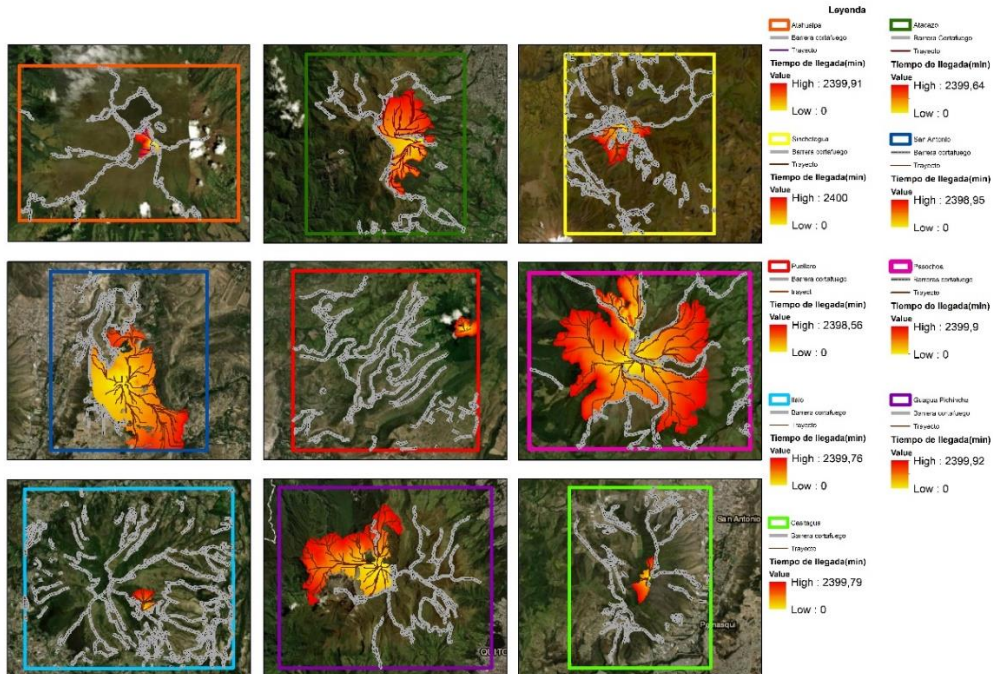 Leyenda
Atahualpa
Barrera cortafuego
Trayecto
Tiempo de llegada(min)
Value
High : 2399,91
Low : 0
Atacazo
Barrera Cortafuego
Trayecto
Tiempo de llegada(min)
Value
High : 2399,64
Low : 0
Sincholagua
Barrera cortafuego
Trayecto
Tiempo de llegada(min)
Value
High : 2400
Low : 0
San Antonio
Barrera cortafuego
Trayecto
Tiempo de llegada(min)
Value
High : 2398,95
Low : 0
Barrera cortafuego
trayect
Tiempo de llegada(min)
Value
High : 2398,56
Low : 0
Pasochoa
Trayecto
Tiempo de llegada(min)
Value
High : 2399,9
Low : 0
Ilalo
Barrera cortafuego
Trayecto
Tiempo de llegada(min)
Value
High : 2399,76
Low : 0
Guagua Pichincha
Barrera cortafuego
Trayecto
Tiempo de llegada(min)
Value
High : 2399,92
Low : 0
Barrera cortafuego
Trayecto
Tiempo de llegada(min)
Value
High : 2399,79
Low : 0
San Antonio
Pomasqui
QUITO